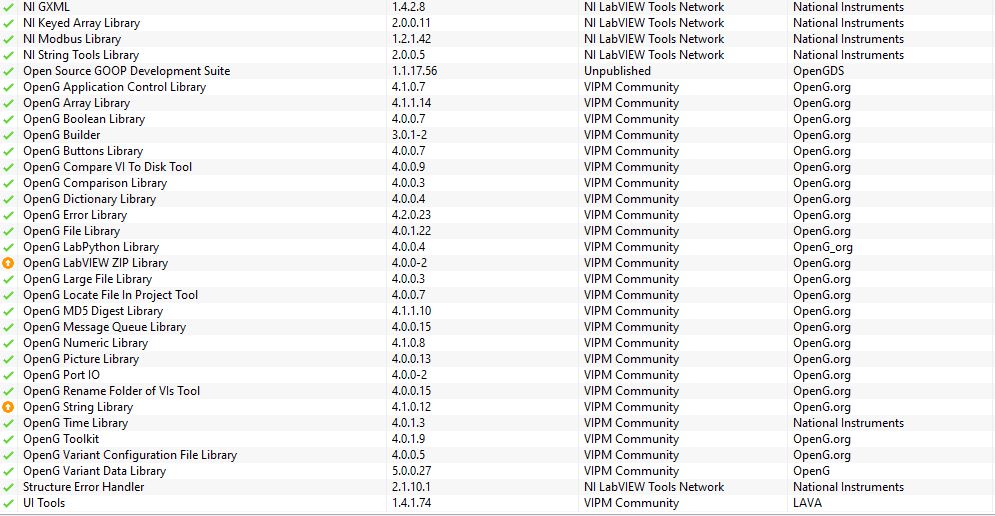 NI GXML 1.4.2.8 NI LabVIEW Tools Network National Instruments
NI Keyed Array Library 2.0.0.11 NI LabVIEW Tools Network National Instruments
NI Modbus Library 1.2.1.42 NI LabVIEW Tools Network National Instruments
NI String Tools Library 2.0.0.5 NI LabVIEW Tools Network National Instruments
Open Source GOOP Development Suite 1.1.17.56 Unpublished OpenGDS
OpenG Application Control Library 4.1.0.7 VIPM Community OpenG.org
OpenG Array Library 4.1.1.14 VIPM Community OpenG.org
OpenG Boolean Library 4.0.0.7 VIPM Community OpenG.org
OpenG Builder 3.0.1-2 VIPM Community OpenG.org
OpenG Buttons Library 4.0.0.7 VIPM Community OpenG.org
OpenG Compare VI To Disk Tool 4.0.0.9 VIPM Community OpenG.org
OpenG Comparison Library 4.0.0.3 VIPM Community OpenG.org
OpenG Dictionary Library 4.0.0.4 VIPM Community OpenG.org
OpenG Error Library 4.2.0.23 VIPM Community OpenG.org
OpenG File Library 4.0.1.22 VIPM Community OpenG.org
OpenG LabPython Library 4.0.0.4 VIPM Community OpenG_org
OpenG LabVIEW ZIP Library 4.0.0-2 VIPM Community OpenG.org
OpenG Large File Library 4.0.0.3 VIPM Community OpenG.org
OpenG Locate File In Project Tool 4.0.0.7 VIPM Community OpenG.org
OpenG MD5 Digest Library 4.1.1.10 VIPM Community OpenG.org
OpenG Message Queue Library 4.0.0.15 VIPM Community OpenG.org
OpenG Numeric Library 4.1.0.8 VIPM Community OpenG.org
OpenG Picture Library 4.0.0.13 VIPM Community OpenG.org
OpenG Port IO 4.0.0-2 VIPM Community OpenG.org
OpenG Rename Folder of VIs Tool 4.0.0.15 VIPM Community OpenG.org
OpenG String Library 4.1.0.12 VIPM Community OpenG.org
OpenG Time Library 4.0.1.3 VIPM Community National Instruments
OpenG Toolkit 4.0.1.9 VIPM Community OpenG.org
OpenG Variant Configuration File Library 4.0.0.5 VIPM Community OpenG.org
OpenG Variant Data Library 5.0.0.27 VIPM Community OpenG
Structure Error Handler 2.1.10.1 NI LabVIEW Tools Network National Instruments
UI Tools 1.4.1.74 VIPM Community LAVA